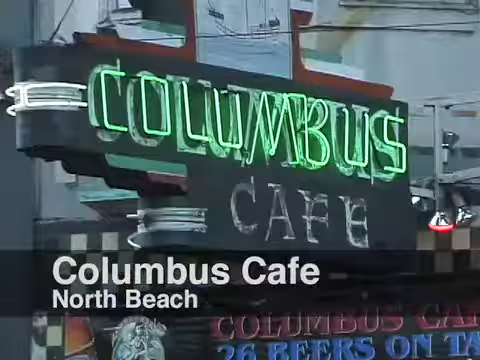 COLUMBUS
CAFE
Columbus Cafe
North Beach
COLUMBUS CA
26 BEERS ON TA